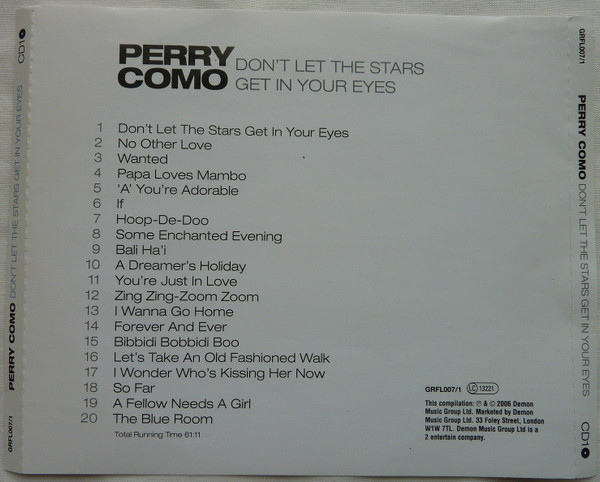 PERRY COMO DON'T LET THE STARS GET IN YOUR EYES
GRFL007/1
CD1
PERRY DON'T LET THE STARS
COMO GET IN YOUR EYES
1 Don't Let The Stars Get In Your Eyes
2 No Other Love
3 Wanted
4 Papa Loves Mambo
5 'A' You're Adorable
6 If
7 Hoop-De-Doo
8 Some Enchanted Evening
9 Bali Ha'i
10 A Dreamer's Holiday
11 You're Just In Love
12 Zing Zing-Zoom Zoom
13 I Wanna Go Home
14 Forever And Ever
15 Bibbidi Bobbidi Boo
16 Let's Take An Old Fashioned Walk
17 I Wonder Who's Kissing Her Now
18 So Far
19 A Fellow Needs A Girl
20 The Blue Room
Total Running Time 61:11
GRFL007/1 LC 13221
This compilation: ℗ & © 2006 Demon
Music Group Ltd. Marketed by Demon
Music Group Ltd. 33 Foley Street, London
W1W 7TL. Demon Music Group Ltd is a
2 entertain company.
GRFL007/1
PERRY COMO DON'T LET THE STARS GET IN YOUR EYES
CD1